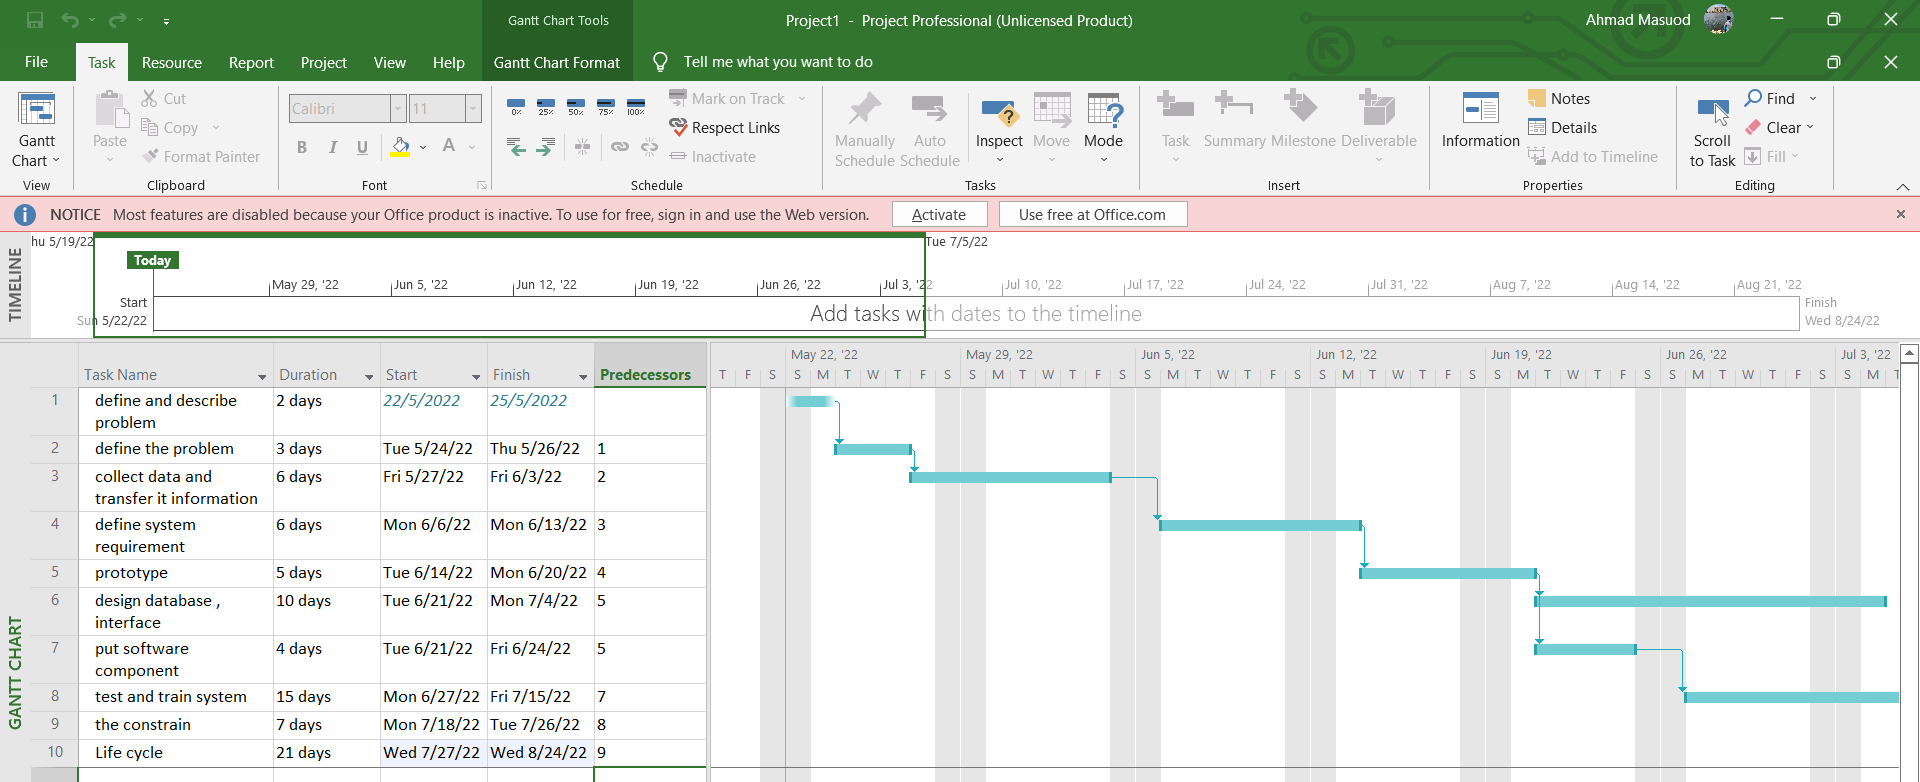 Gantt Chart Tools
Project1 - Project Professional (Unlicensed Product)
Ahmad Masuod
File Task Resource Report Project View Help Gantt Chart Format Tell me what you want to do
Gantt Chart
View
Paste
Cut
Copy
Format Painter
Clipboard
Calibri 11
B I U A
Font
0% 25% 50% 75% 100%
Mark on Track
Respect Links
Inactivate
Schedule
Manually Schedule
Auto Schedule
Inspect
Move
Mode
Tasks
Task
Summary
Milestone
Deliverable
Insert
Information
Notes
Details
Add to Timeline
Properties
Scroll to Task
Find
Clear
Fill
Editing
NOTICE Most features are disabled because your Office product is inactive. To use for free, sign in and use the Web version. Activate Use free at Office.com
TIMELINE
hu 5/19/22 Tue 7/5/22
Today
May 29, '22 Jun 5, '22 Jun 12, '22 Jun 19, '22 Jun 26, '22 Jul 3, '22 Jul 10, '22 Jul 17, '22 Jul 24, '22 Jul 31, '22 Aug 7, '22 Aug 14, '22 Aug 21, '22
Start
Sun 5/22/22
Add tasks with dates to the timeline
Finish
Wed 8/24/22
GANTT CHART
Task Name Duration Start Finish Predecessors
May 22, '22 May 29, '22 Jun 5, '22 Jun 12, '22 Jun 19, '22 Jun 26, '22 Jul 3, '22
T F S S M T W T F S S M T W T F S S M T W T F S S M T W T F S S M T W T F S S M T W T F S S M T
1 define and describe problem 2 days 22/5/2022 25/5/2022
2 define the problem 3 days Tue 5/24/22 Thu 5/26/22 1
3 collect data and transfer it information 6 days Fri 5/27/22 Fri 6/3/22 2
4 define system requirement 6 days Mon 6/6/22 Mon 6/13/22 3
5 prototype 5 days Tue 6/14/22 Mon 6/20/22 4
6 design database , interface 10 days Tue 6/21/22 Mon 7/4/22 5
7 put software component 4 days Tue 6/21/22 Fri 6/24/22 5
8 test and train system 15 days Mon 6/27/22 Fri 7/15/22 7
9 the constrain 7 days Mon 7/18/22 Tue 7/26/22 8
10 Life cycle 21 days Wed 7/27/22 Wed 8/24/22 9